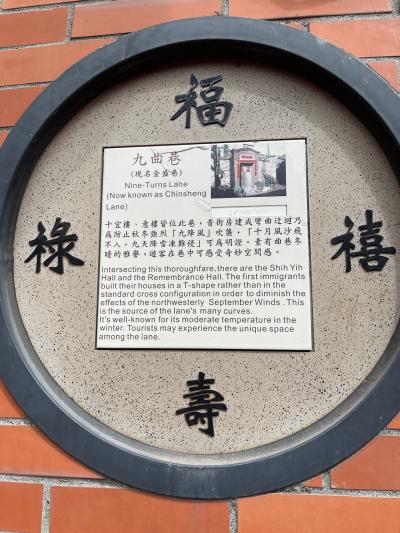 福
祿
禧
壽
九曲巷
(現名金盛巷)
Nine-Turns Lane
(Now known as Chinsheng
Lane)
十宜樓、意樓皆位此巷，昔街房建成彎曲迂迴乃
為防止秋冬強烈「九降風」吹襲，「十月風沙飛
不入，九天降雪凍難侵」可為明證。素有曲巷冬
晴的雅譽，遊客在巷中可感受奇妙空間感。
Intersecting this thoroughfare, there are the Shih Yih
Hall and the Remembrance Hall. The first immigrants
built their houses in a T-shape rather than in the
standard cross configuration in order to diminish the
effects of the northwesterly September Winds. This
is the source of the lane's many curves.
It's well-known for its moderate temperature in the
winter. Tourists may experience the unique space
among the lane.